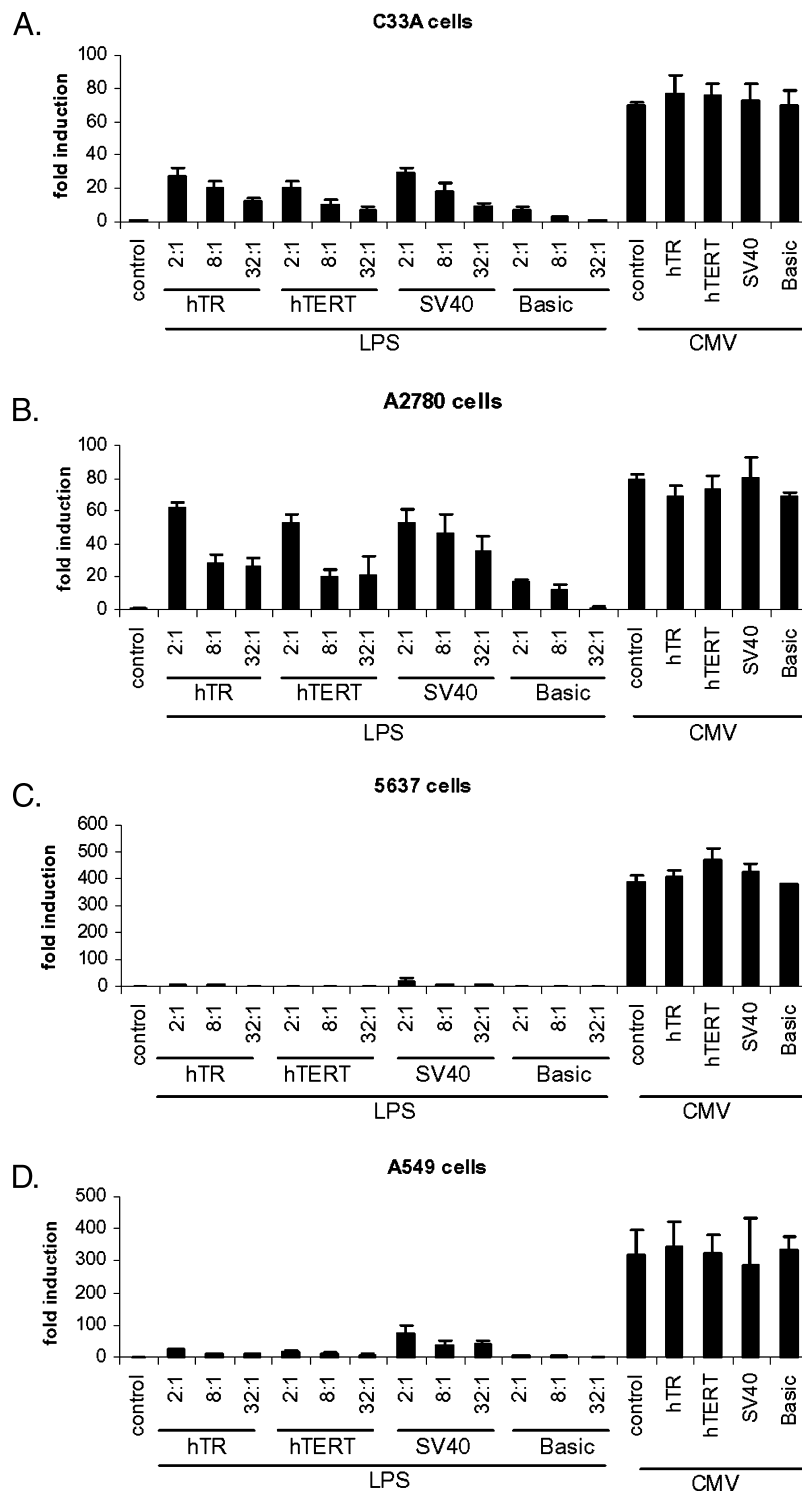 A.
C33A cells
fold induction
100
80
60
40
20
0
control
2:1
8:1
32:1
2:1
8:1
32:1
2:1
8:1
32:1
2:1
8:1
32:1
control
hTR
hTERT
SV40
Basic
hTR
hTERT
SV40
Basic
LPS
CMV
B.
A2780 cells
fold induction
100
80
60
40
20
0
control
2:1
8:1
32:1
2:1
8:1
32:1
2:1
8:1
32:1
2:1
8:1
32:1
control
hTR
hTERT
SV40
Basic
hTR
hTERT
SV40
Basic
LPS
CMV
C.
5637 cells
fold induction
600
500
400
300
200
100
0
control
2:1
8:1
32:1
2:1
8:1
32:1
2:1
8:1
32:1
2:1
8:1
32:1
control
hTR
hTERT
SV40
Basic
hTR
hTERT
SV40
Basic
LPS
CMV
D.
A549 cells
fold induction
500
400
300
200
100
0
control
2:1
8:1
32:1
2:1
8:1
32:1
2:1
8:1
32:1
2:1
8:1
32:1
control
hTR
hTERT
SV40
Basic
hTR
hTERT
SV40
Basic
LPS
CMV